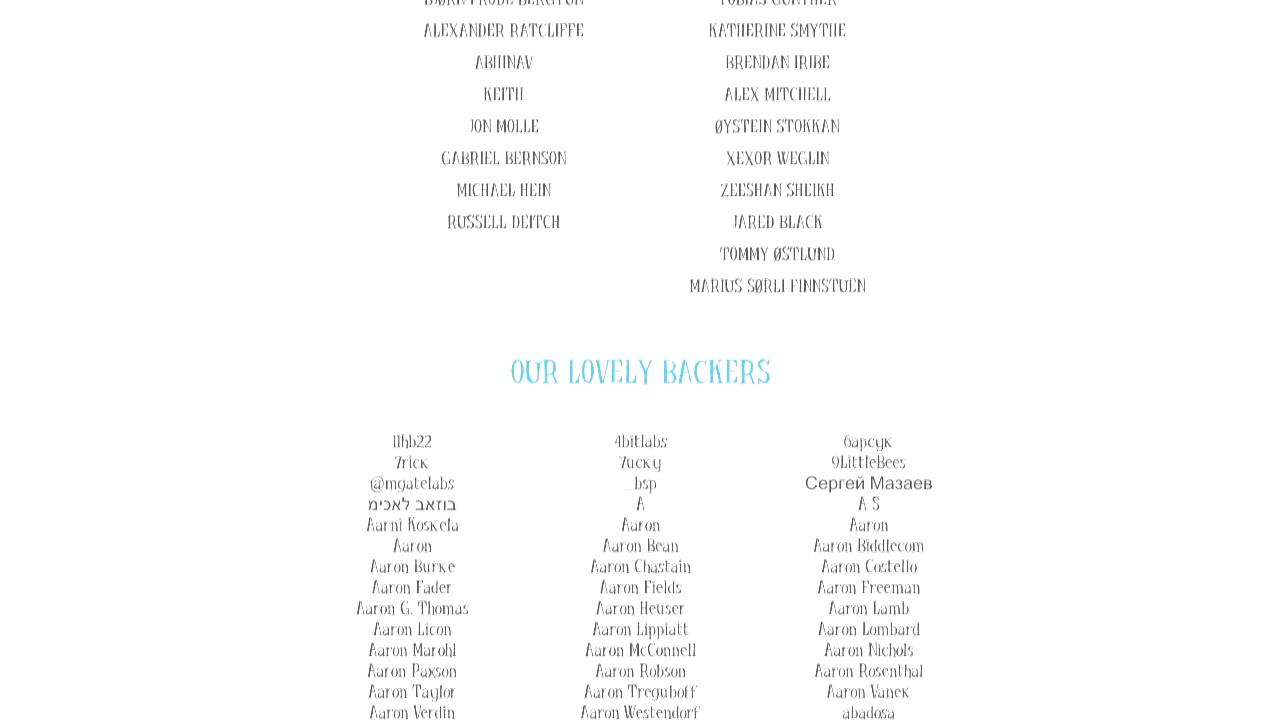 ALEXANDER RATCLIFFE KATHERINE SMYTHE
ABHINAV BRENDAN IRIBE
KEITH ALEX MITCHELL
JON MOLLE ØYSTEIN STOKKAN
GABRIEL BERNSON XEXOR WEGLIN
MICHAEL HEIN ZEESHAN SHEIKH
RUSSELL DEITCH JARED BLACK
TOMMY ØSTLUND
MARIUS SØRLI FINNSTUEN
OUR LOVELY BACKERS
11hb22 4bitlabs 6apcyk
7rick 7ucky 9LittleBees
@mgatelabs _bsp Сергей Мазаев
בוזאב לאכימ A A S
Aarni Koskela Aaron Aaron
Aaron Aaron Bean Aaron Biddlecom
Aaron Burke Aaron Chastain Aaron Costello
Aaron Fader Aaron Fields Aaron Freeman
Aaron G. Thomas Aaron Heuser Aaron Lamb
Aaron Licon Aaron Lippiatt Aaron Lombard
Aaron Marohl Aaron McConnell Aaron Nichols
Aaron Paxson Aaron Robson Aaron Rosenthal
Aaron Taylor Aaron Treguboff Aaron Vanek
Aaron Verdin Aaron Westendorf abadosa